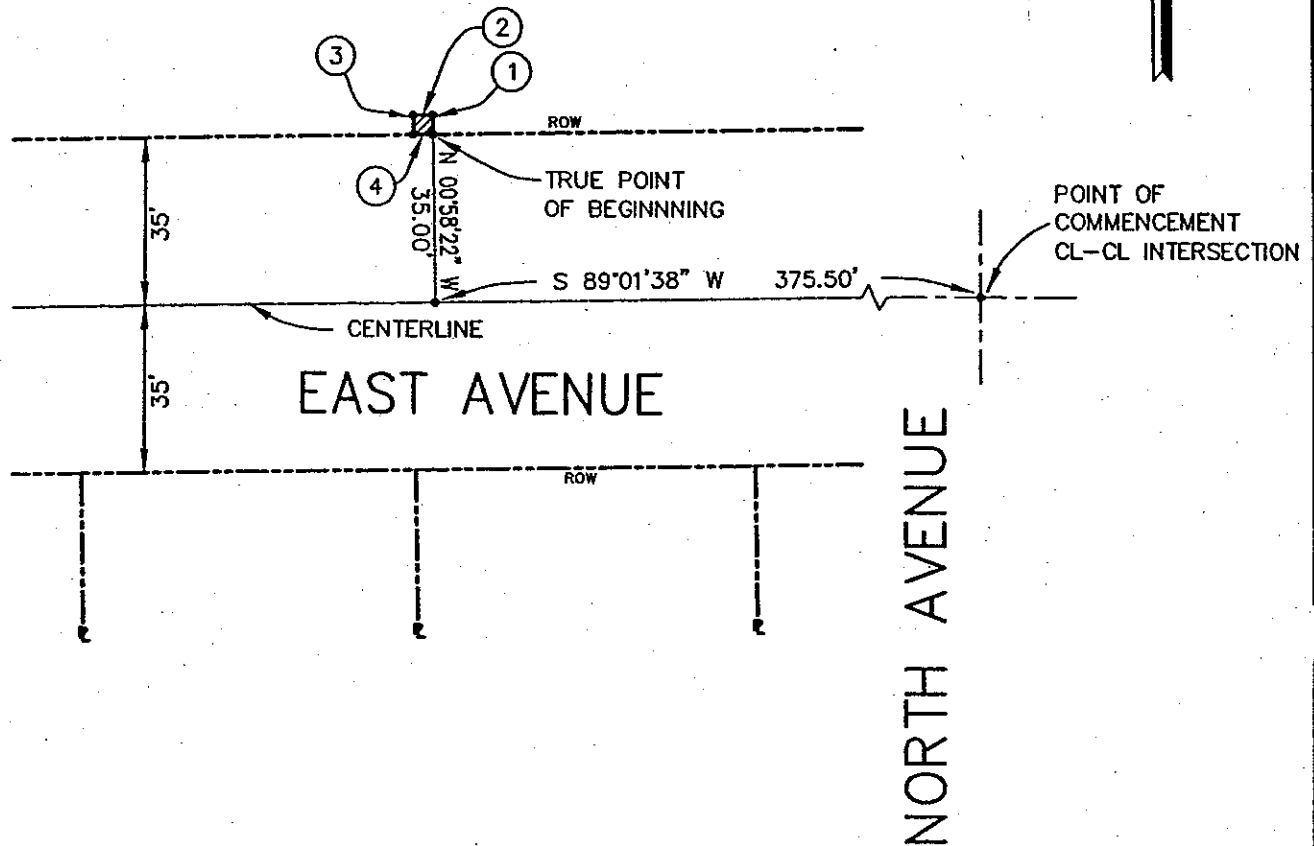 2
3
1
ROW
4
N 00°58'22" W
35.00'
TRUE POINT
OF BEGINNNING
POINT OF
COMMENCEMENT
CL-CL INTERSECTION
35'
S 89°01'38" W 375.50'
CENTERLINE
35'
EAST AVENUE
ROW
NORTH AVENUE